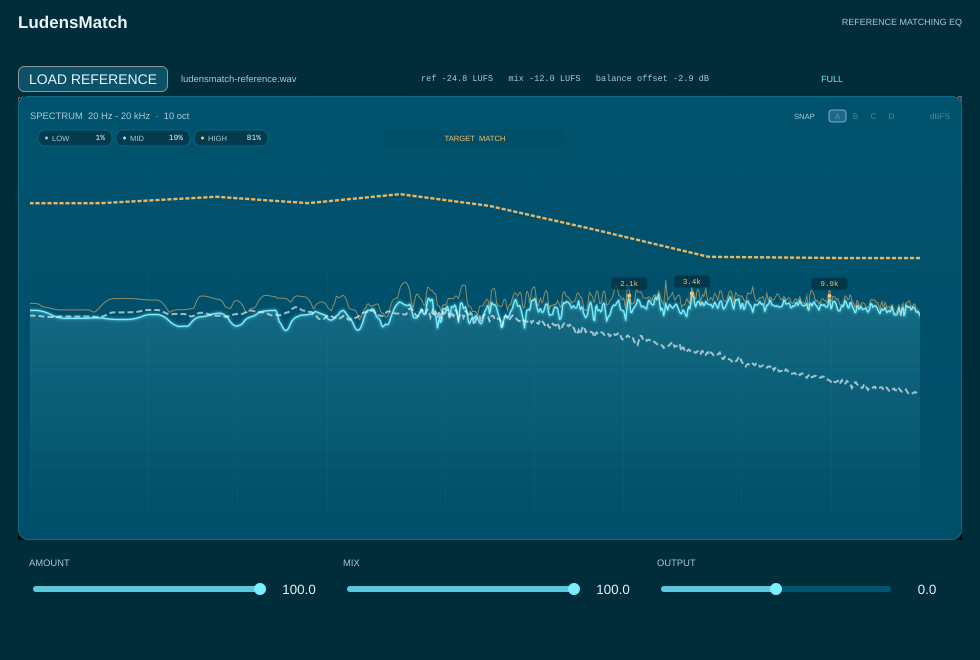 LudensMatch
REFERENCE MATCHING EQ
LOAD REFERENCE
ludensmatch-reference.wav
ref -24.8 LUFS   mix -12.0 LUFS   balance offset -2.9 dB
FULL
SPECTRUM  20 Hz - 20 kHz  ·  10 oct
SNAP
A
B
C
D
dBFS
LOW 1%
MID 19%
HIGH 81%
TARGET MATCH
2.1k
3.4k
9.9k
AMOUNT
MIX
OUTPUT
100.0
100.0
0.0